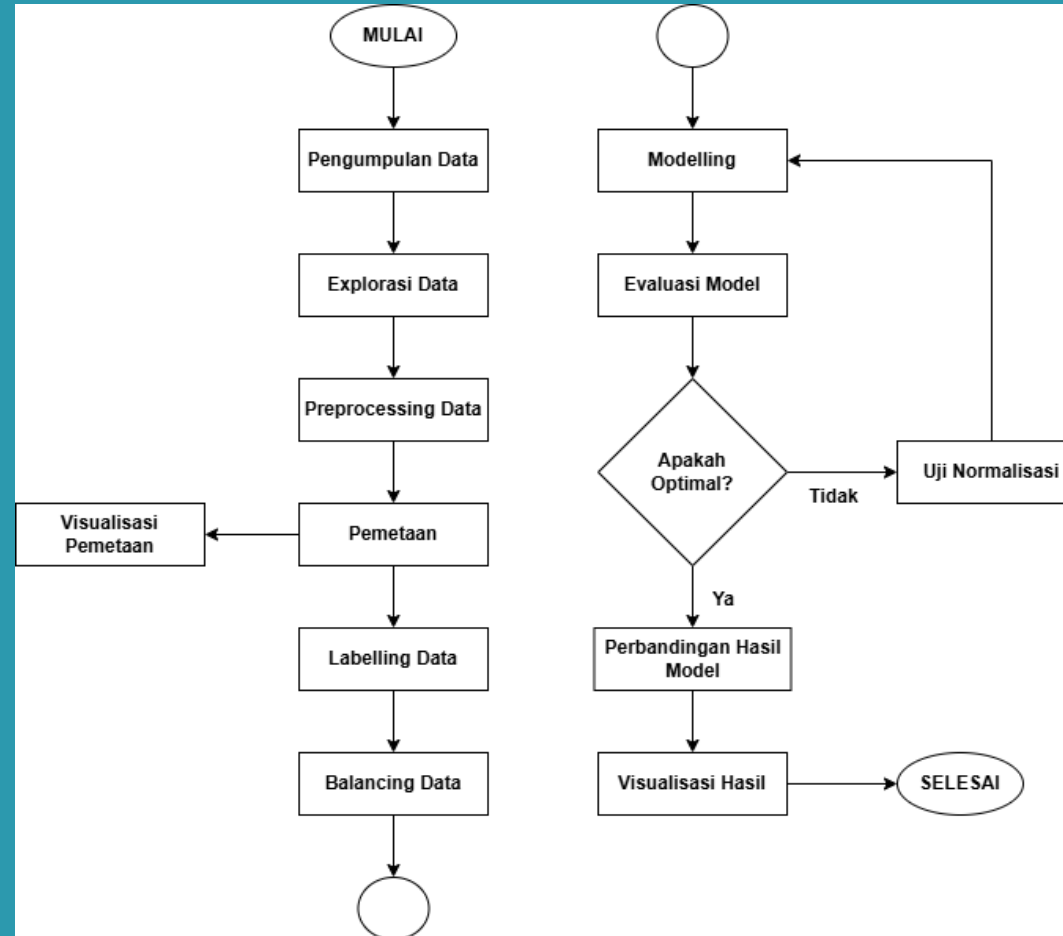 MULAI
Pengumpulan Data
Explorasi Data
Preprocessing Data
Pemetaan
Visualisasi
Pemetaan
Labelling Data
Balancing Data
Modelling
Evaluasi Model
Apakah
Optimal?
Tidak
Uji Normalisasi
Ya
Perbandingan Hasil
Model
Visualisasi Hasil
SELESAI